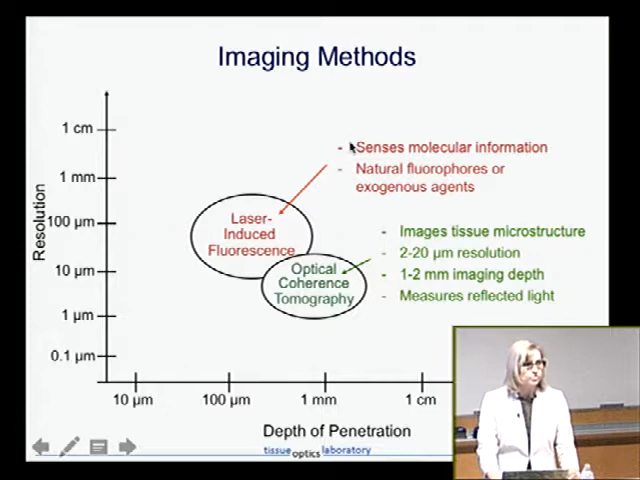 Imaging Methods
Resolution
1 cm
1 mm
100 µm
10 µm
1 µm
0.1 µm
Laser-
Induced
Fluorescence
Optical
Coherence
Tomography
- Senses molecular information
- Natural fluorophores or
exogenous agents
- Images tissue microstructure
- 2-20 µm resolution
- 1-2 mm imaging depth
- Measures reflected light
10 µm
100 µm
1 mm
1 cm
Depth of Penetration
tissue optics laboratory